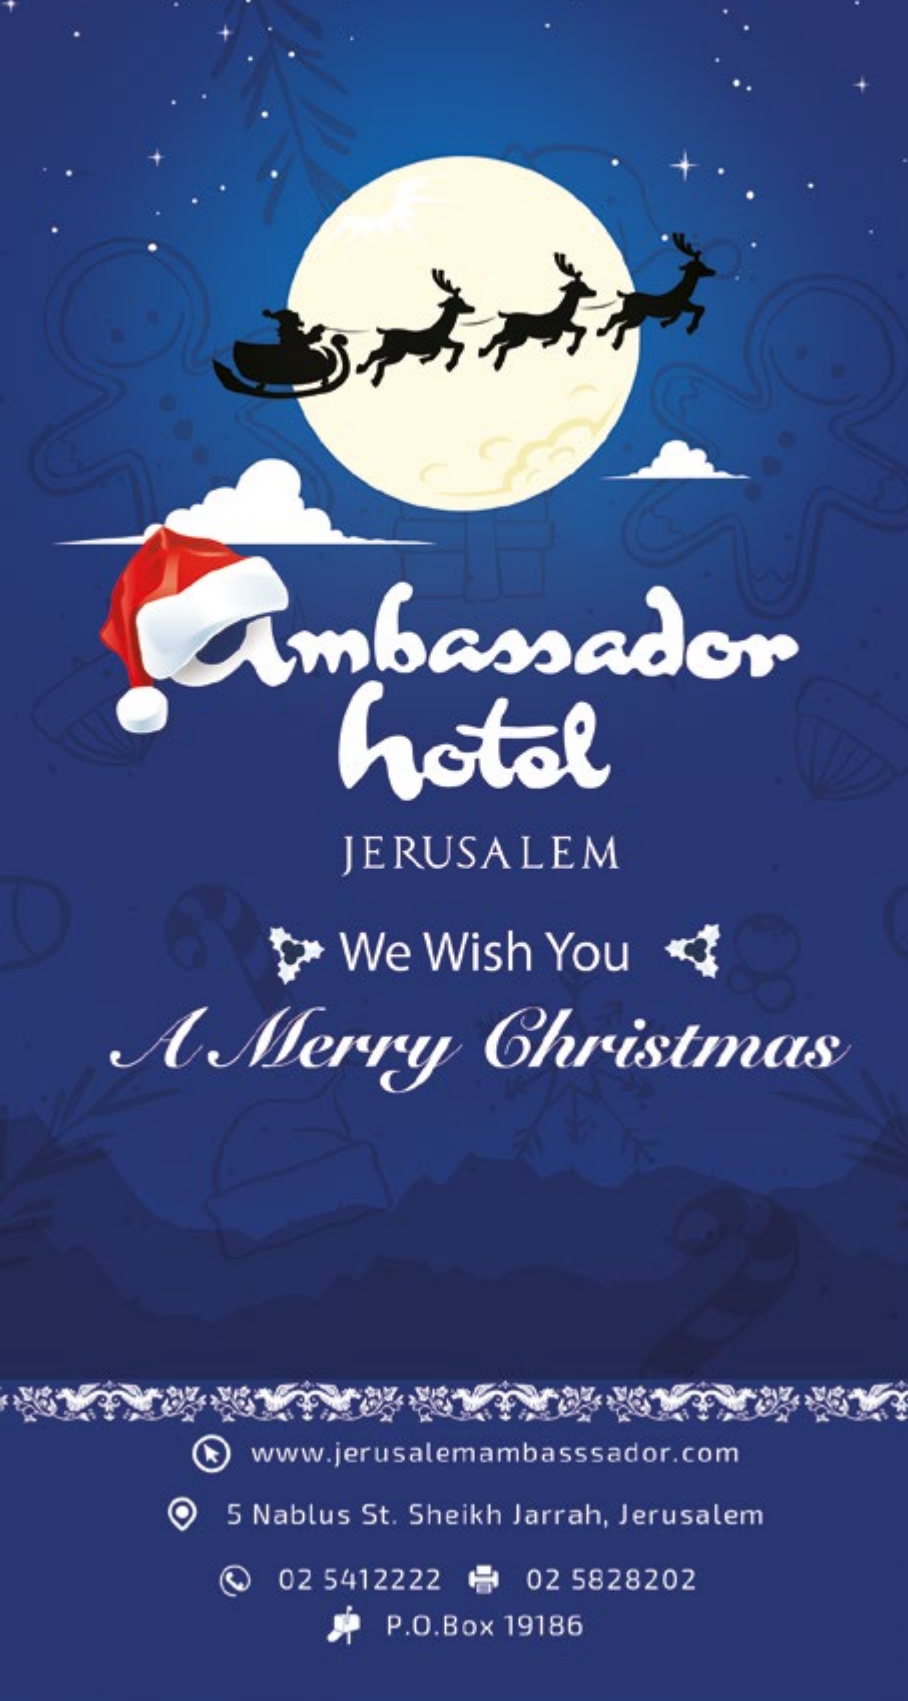 Ambassador
hotel
JERUSALEM
We Wish You
A Merry Christmas
www.jerusalemambasssador.com
5 Nablus St. Sheikh Jarrah, Jerusalem
02 5412222 02 5828202
P.O.Box 19186